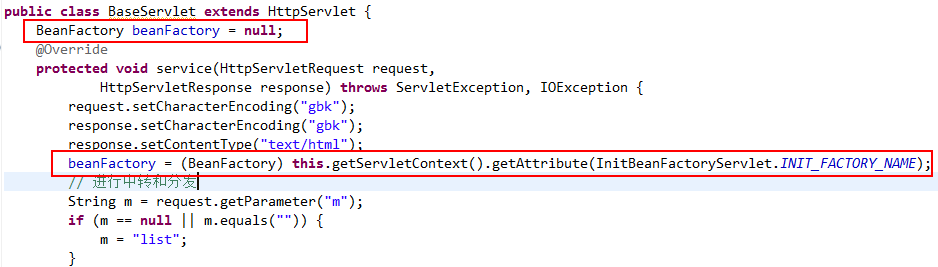 public class BaseServlet extends HttpServlet {
BeanFactory beanFactory = null;
@Override
protected void service(HttpServletRequest request,
HttpServletResponse response) throws ServletException, IOException {
request.setCharacterEncoding("gbk");
response.setCharacterEncoding("gbk");
response.setContentType("text/html");
beanFactory = (BeanFactory) this.getServletContext().getAttribute(InitBeanFactoryServlet.INIT_FACTORY_NAME);
// 进行中转和分发
String m = request.getParameter("m");
if (m == null || m.equals("")) {
m = "list";
}